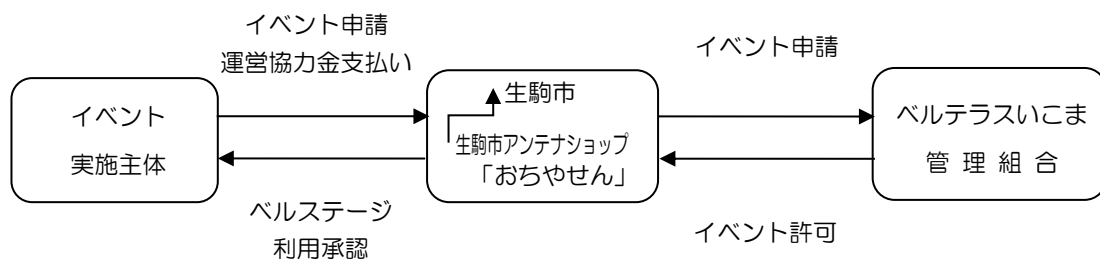 イベント申請
運営協力金支払い
イベント申請
イベント
実施主体
生駒市
生駒市アンテナショップ
「おちやせん」
ベルテラスいこま
管 理 組 合
ベルステージ
利用承認
イベント許可